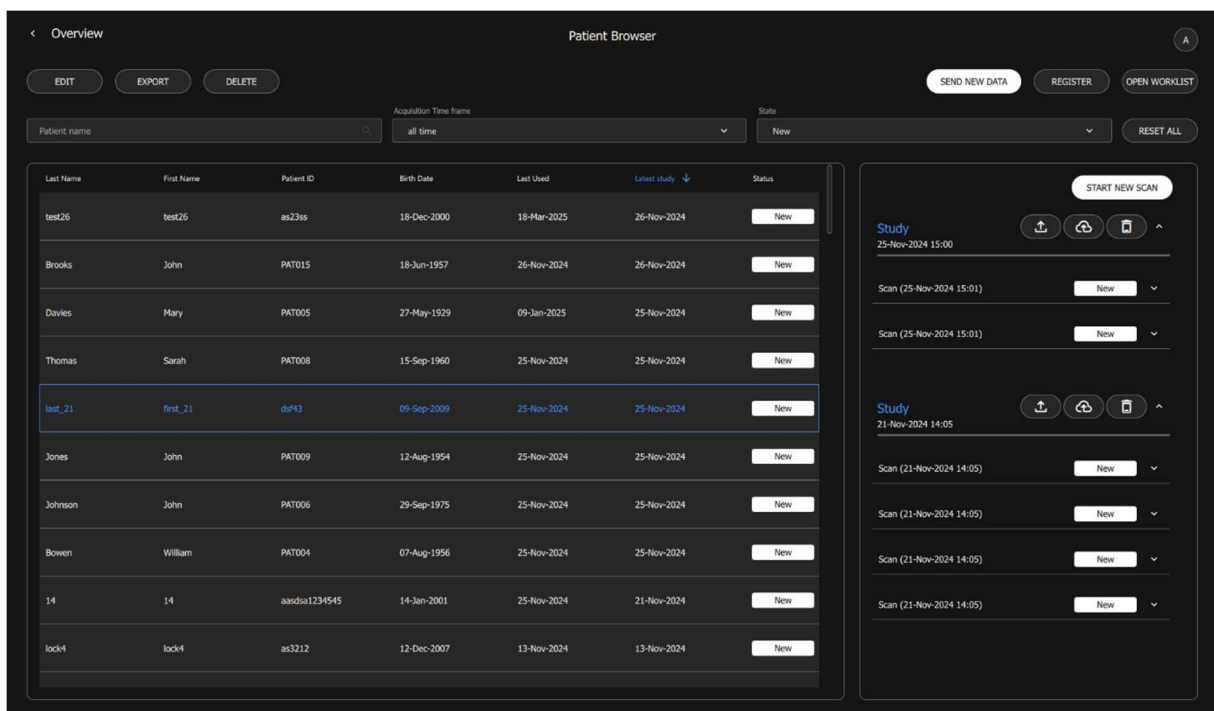 Overview
Patient Browser
A
EDIT EXPORT DELETE SEND NEW DATA REGISTER OPEN WORKLIST
Acquisition Time frame State
Patient name all time New RESET ALL
Last Name First Name Patient ID Birth Date Last Used Latest study Status
test26 test26 as23ss 18-Dec-2000 18-Mar-2025 26-Nov-2024 New
Brooks John PAT015 18-Jun-1957 26-Nov-2024 26-Nov-2024 New
Davies Mary PAT005 27-May-1929 09-Jan-2025 25-Nov-2024 New
Thomas Sarah PAT008 15-Sep-1960 25-Nov-2024 25-Nov-2024 New
last_21 first_21 dsf43 09-Sep-2009 25-Nov-2024 25-Nov-2024 New
Jones John PAT009 12-Aug-1954 25-Nov-2024 25-Nov-2024 New
Johnson John PAT006 29-Sep-1975 25-Nov-2024 25-Nov-2024 New
Bowen William PAT004 07-Aug-1956 25-Nov-2024 25-Nov-2024 New
14 14 aasdsa1234545 14-Jan-2001 25-Nov-2024 21-Nov-2024 New
lock4 lock4 as3212 12-Dec-2007 13-Nov-2024 13-Nov-2024 New
START NEW SCAN
Study
25-Nov-2024 15:00
Scan (25-Nov-2024 15:01) New
Scan (25-Nov-2024 15:01) New
Study
21-Nov-2024 14:05
Scan (21-Nov-2024 14:05) New
Scan (21-Nov-2024 14:05) New
Scan (21-Nov-2024 14:05) New
Scan (21-Nov-2024 14:05) New